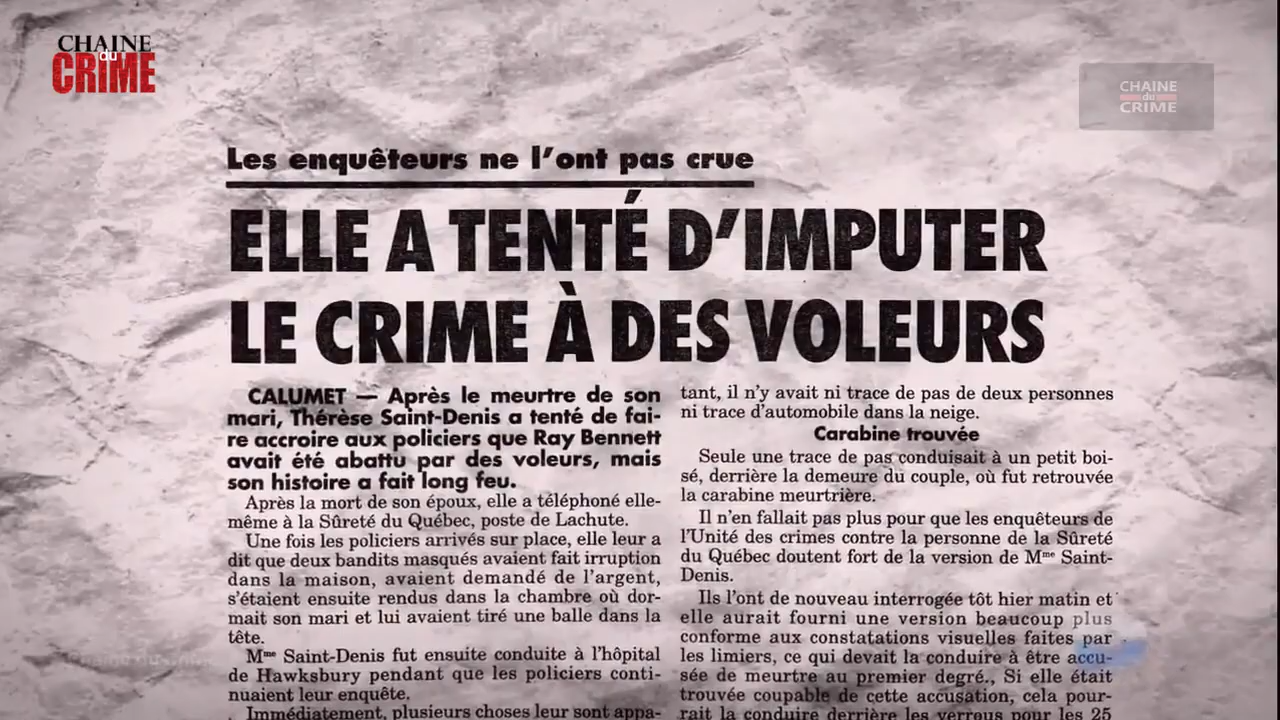 CHAINE
du
CRIME
CHAINE
du
CRIME
Les enquêteurs ne l'ont pas crue
ELLE A TENTÉ D'IMPUTER
LE CRIME À DES VOLEURS
CALUMET — Après le meurtre de son
mari, Thérèse Saint-Denis a tenté de fai-
re accroire aux policiers que Ray Bennett
avait été abattu par des voleurs, mais
son histoire a fait long feu.
Après la mort de son époux, elle a téléphoné elle-
même à la Sûreté du Québec, poste de Lachute.
Une fois les policiers arrivés sur place, elle leur a
dit que deux bandits masqués avaient fait irruption
dans la maison, avaient demandé de l'argent,
s'étaient ensuite rendus dans la chambre où dor-
mait son mari et lui avaient tiré une balle dans la
tête.
Mme Saint-Denis fut ensuite conduite à l'hôpital
de Hawksbury pendant que les policiers conti-
nuaient leur enquête.
Immédiatement, plusieurs choses leur sont appa-
tant, il n'y avait ni trace de pas de deux personnes
ni trace d'automobile dans la neige.
Carabine trouvée
Seule une trace de pas conduisait à un petit boi-
sé, derrière la demeure du couple, où fut retrouvée
la carabine meurtrière.
Il n'en fallait pas plus pour que les enquêteurs de
l'Unité des crimes contre la personne de la Sûreté
du Québec doutent fort de la version de Mme Saint-
Denis.
Ils l'ont de nouveau interrogée tôt hier matin et
elle aurait fourni une version beaucoup plus
conforme aux constatations visuelles faites par
les limiers, ce qui devait la conduire à être accu-
sée de meurtre au premier degré., Si elle était
trouvée coupable de cette accusation, cela pour-
rait la conduire derrière les verrous pour les 25